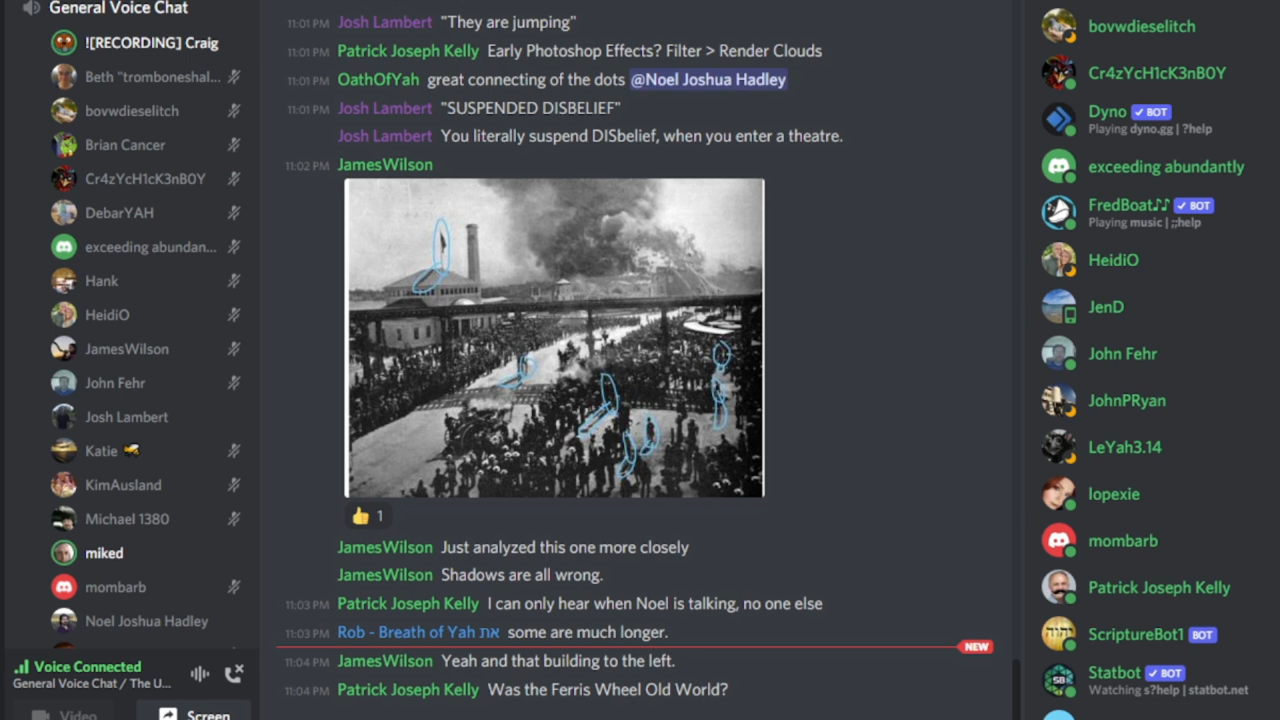 General Voice Chat
![RECORDING] Craig
Beth "tromboneshal...
bovwdieselitch
Brian Cancer
Cr4zYcH1cK3nB0Y
DebarYAH
exceeding abundan...
Hank
HeidiO
JamesWilson
John Fehr
Josh Lambert
Katie
KimAusland
Michael 1380
miked
mombarb
Noel Joshua Hadley
Voice Connected
General Voice Chat / The U...
Video
Screen
11:01 PM Josh Lambert "They are jumping"
11:01 PM Patrick Joseph Kelly Early Photoshop Effects? Filter > Render Clouds
11:01 PM OathOfYah great connecting of the dots @Noel Joshua Hadley
11:01 PM Josh Lambert "SUSPENDED DISBELIEF"
Josh Lambert You literally suspend DISbelief, when you enter a theatre.
11:02 PM JamesWilson
1
JamesWilson Just analyzed this one more closely
JamesWilson Shadows are all wrong.
11:03 PM Patrick Joseph Kelly I can only hear when Noel is talking, no one else
11:03 PM Rob - Breath of Yah את some are much longer.
NEW
11:04 PM JamesWilson Yeah and that building to the left.
11:04 PM Patrick Joseph Kelly Was the Ferris Wheel Old World?
bovwdieselitch
Cr4zYcH1cK3nB0Y
Dyno ✓ BOT
Playing dyno.gg | ?help
exceeding abundantly
FredBoat♪♪ ✓ BOT
Playing music | ;;help
HeidiO
JenD
John Fehr
JohnPRyan
LeYah3.14
lopexie
mombarb
Patrick Joseph Kelly
יהוה
ScriptureBot1 BOT
SB
Statbot ✓ BOT
Watching s?help | statbot.net